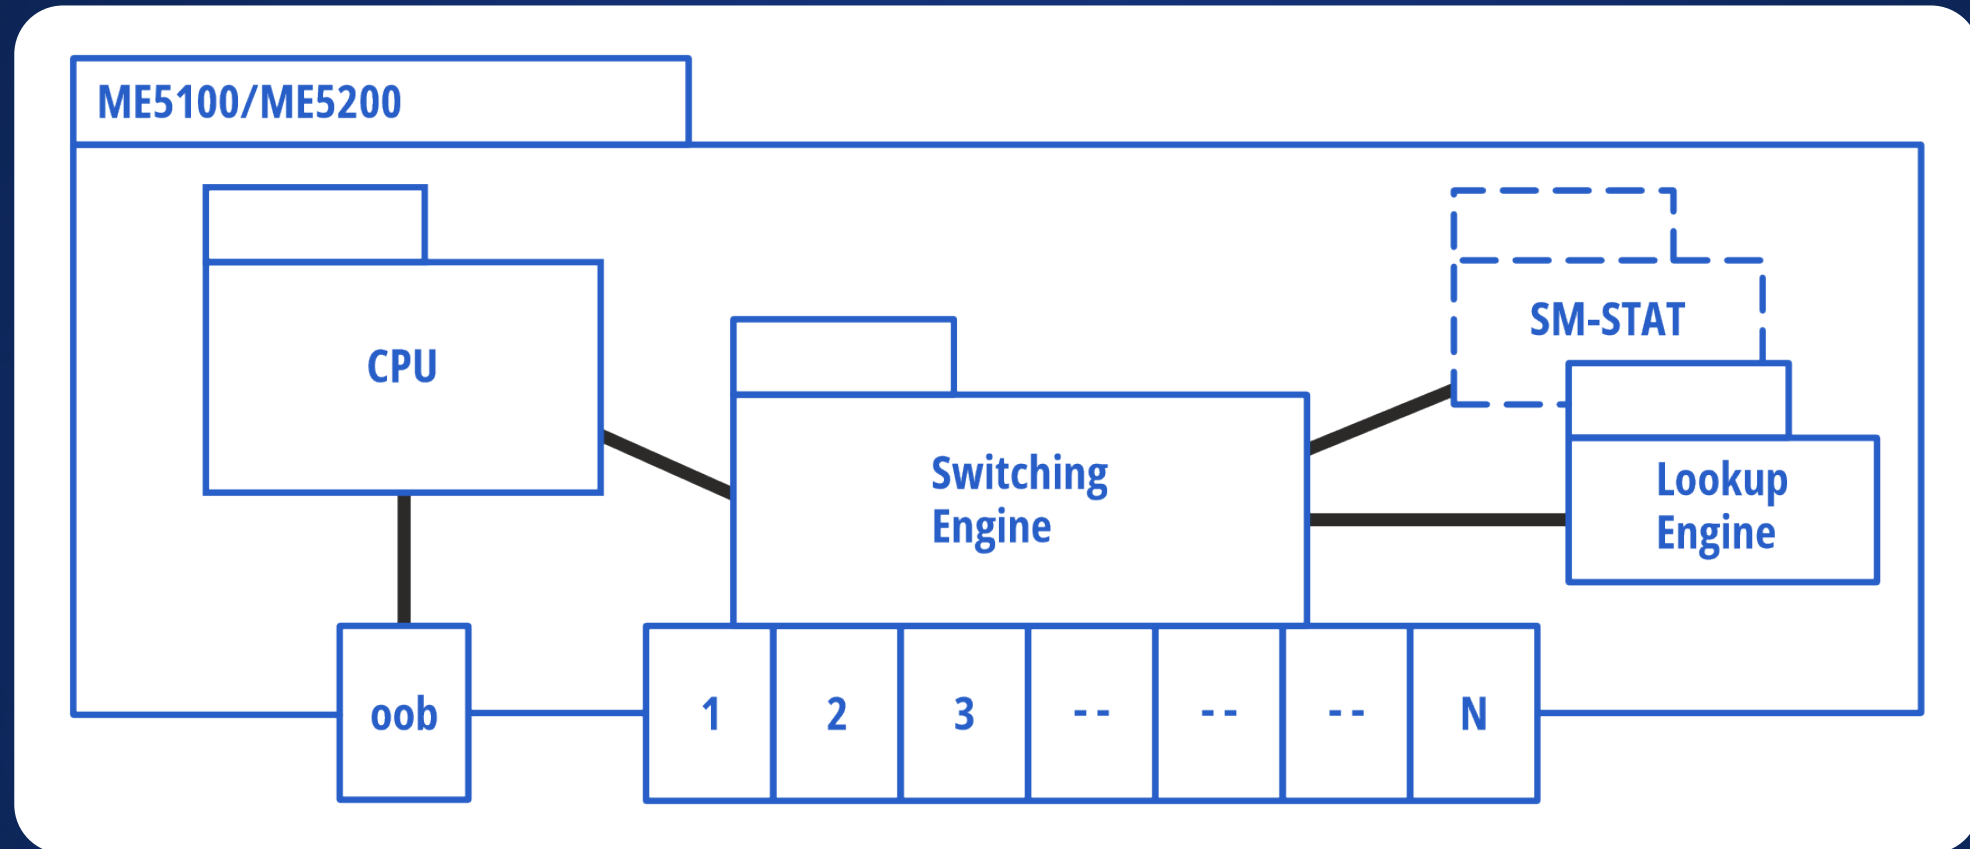 ME5100/ME5200
CPU
SM-STAT
Switching
Engine
Lookup
Engine
oob
1
2
3
--
--
--
N